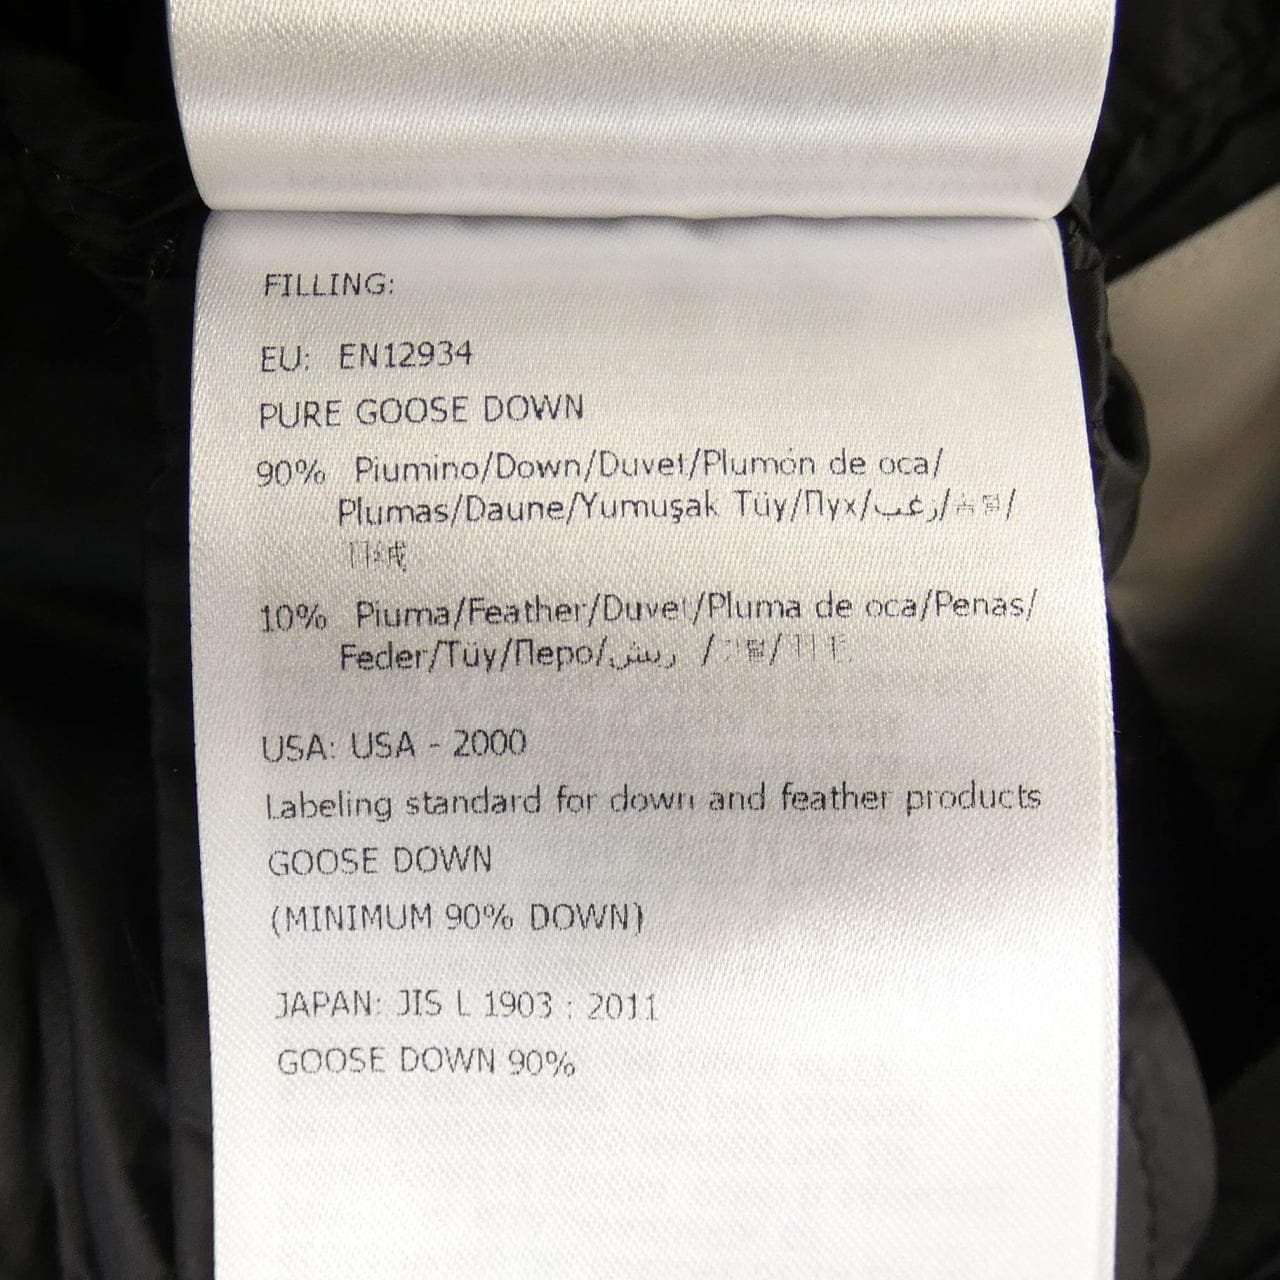 FILLING:
EU: EN12934
PURE GOOSE DOWN
90% Piumino/Down/Duvet/Plumón de oca/
Plumas/Daune/Yumuşak Tüy/Пух/زغب/
10% Piuma/Feather/Duvet/Pluma de oca/Penas/
Feder/Tüy/Перо/ريش /
USA: USA - 2000
Labeling standard for down and feather products
GOOSE DOWN
(MINIMUM 90% DOWN)
JAPAN: JIS L 1903 : 2011
GOOSE DOWN 90%